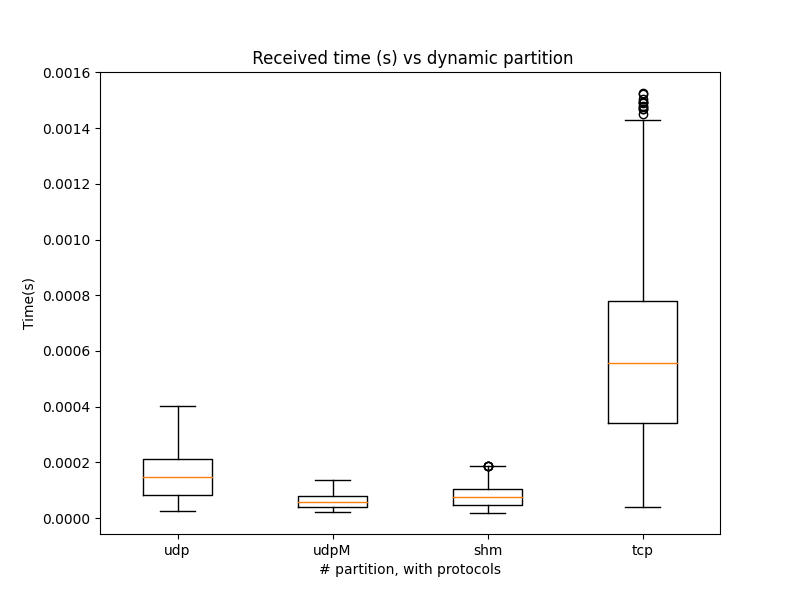 Received time (s) vs dynamic partition
0.0016
0.0014
0.0012
0.0010
0.0008
0.0006
0.0004
0.0002
0.0000
Time(s)
udp
udpM
shm
tcp
# partition, with protocols